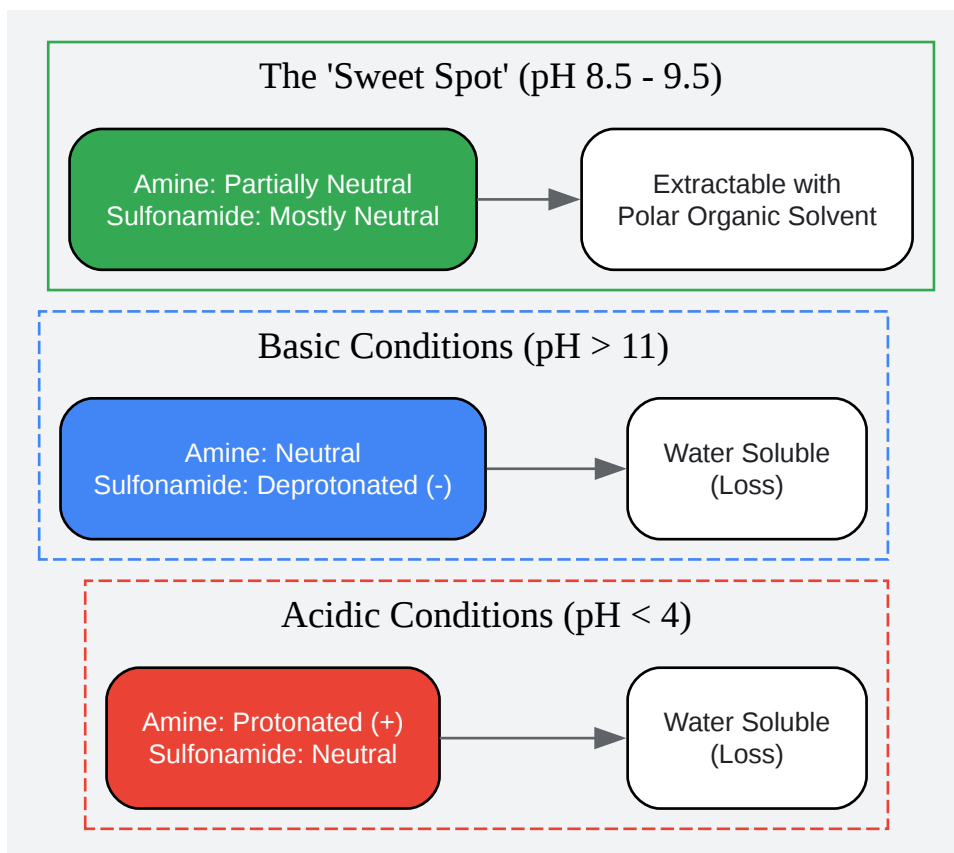 The 'Sweet Spot' (pH 8.5 - 9.5)
Amine: Partially Neutral
Sulfonamide: Mostly Neutral
Extractable with
Polar Organic Solvent
Basic Conditions (pH > 11)
Amine: Neutral
Sulfonamide: Deprotonated (-)
Water Soluble
(Loss)
Acidic Conditions (pH < 4)
Amine: Protonated (+)
Sulfonamide: Neutral
Water Soluble
(Loss)